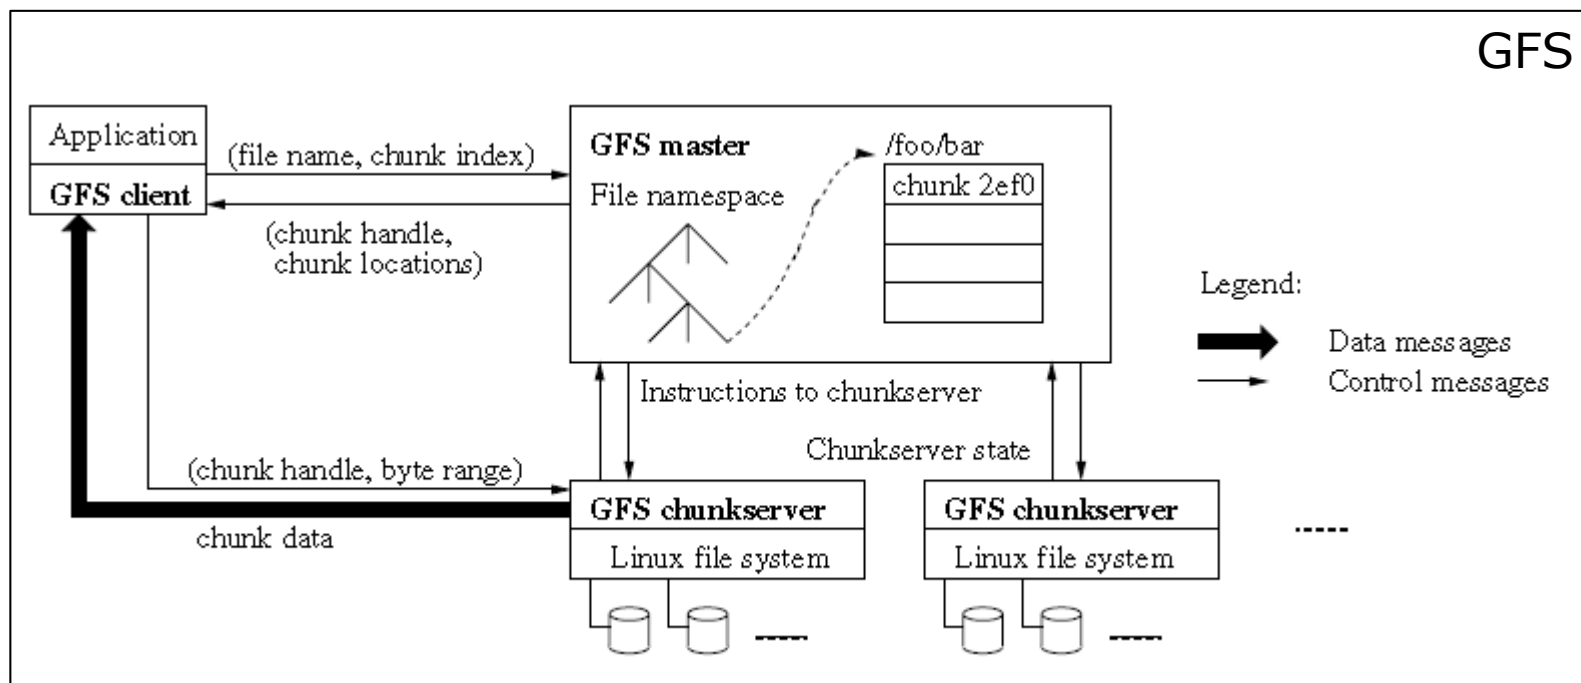 GFS
Application
GFS client
(file name, chunk index)
(chunk handle,
chunk locations)
GFS master
File namespace
/foo/bar
chunk 2ef0
Legend:
Data messages
Control messages
Instructions to chunkserver
Chunkserver state
(chunk handle, byte range)
chunk data
GFS chunkserver
Linux file system
GFS chunkserver
Linux file system